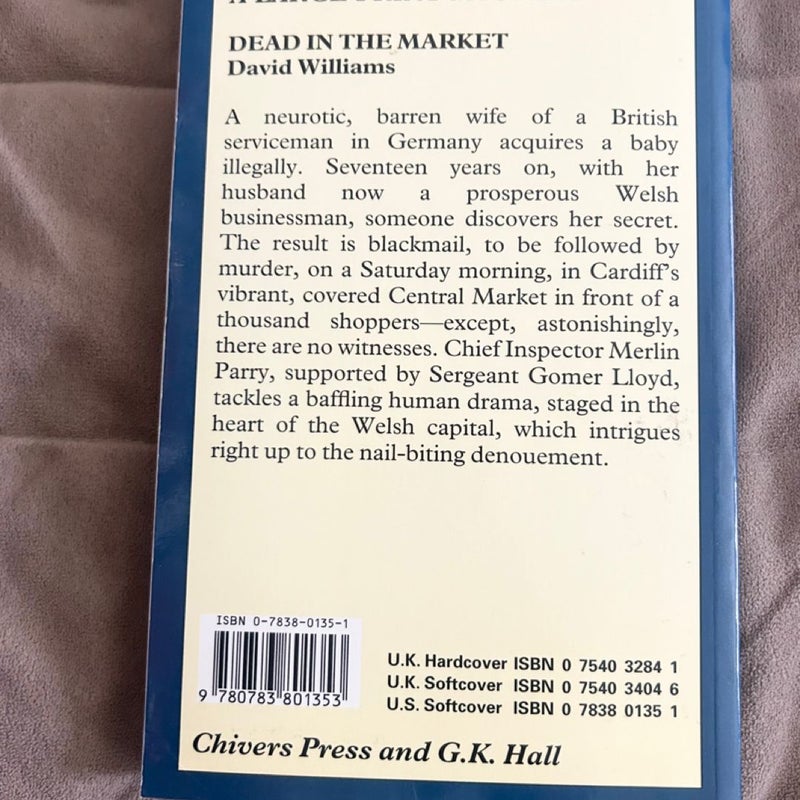 DEAD IN THE MARKET
David Williams
A neurotic, barren wife of a British
serviceman in Germany acquires a baby
illegally. Seventeen years on, with her
husband now a prosperous Welsh
businessman, someone discovers her secret.
The result is blackmail, to be followed by
murder, on a Saturday morning, in Cardiff's
vibrant, covered Central Market in front of a
thousand shoppers—except, astonishingly,
there are no witnesses. Chief Inspector Merlin
Parry, supported by Sergeant Gomer Lloyd,
tackles a baffling human drama, staged in the
heart of the Welsh capital, which intrigues
right up to the nail-biting denouement.
ISBN 0-7838-0135-1
9 780783 801353
U.K. Hardcover ISBN 0 7540 3284 1
U.K. Softcover ISBN 0 7540 3404 6
U.S. Softcover ISBN 0 7838 0135 1
Chivers Press and G.K. Hall